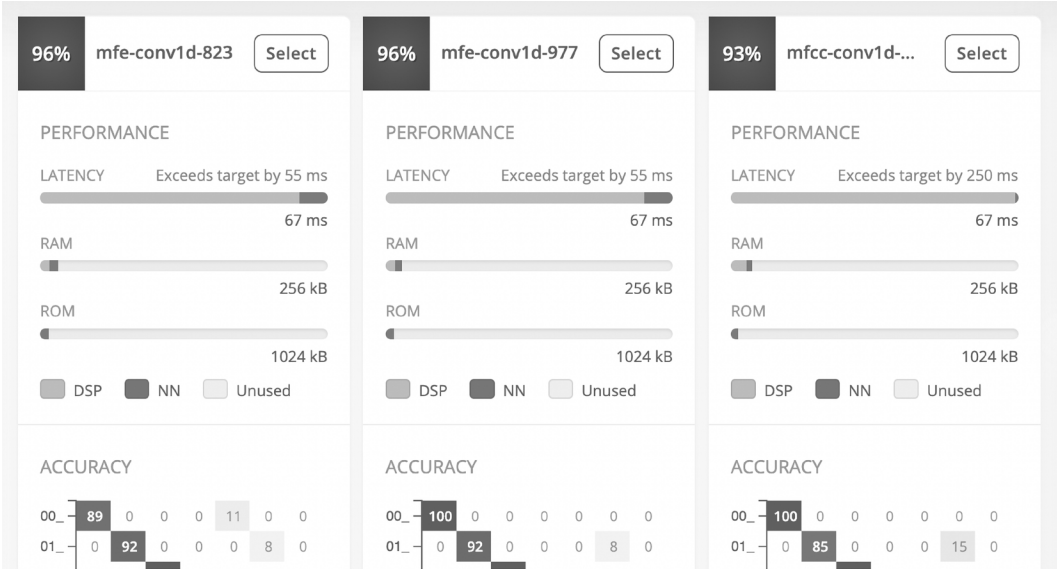 96% mfe-conv1d-823 Select
PERFORMANCE
LATENCY Exceeds target by 55 ms
67 ms
RAM
256 kB
ROM
1024 kB
DSP NN Unused
ACCURACY
00_ 89 0 0 0 11 0 0
01_ 0 92 0 0 0 8 0
96% mfe-conv1d-977 Select
PERFORMANCE
LATENCY Exceeds target by 55 ms
67 ms
RAM
256 kB
ROM
1024 kB
DSP NN Unused
ACCURACY
00_ 100 0 0 0 0 0 0
01_ 0 92 0 0 0 8 0
93% mfcc-conv1d-... Select
PERFORMANCE
LATENCY Exceeds target by 250 ms
67 ms
RAM
256 kB
ROM
1024 kB
DSP NN Unused
ACCURACY
00_ 100 0 0 0 0 0 0
01_ 0 85 0 0 0 15 0